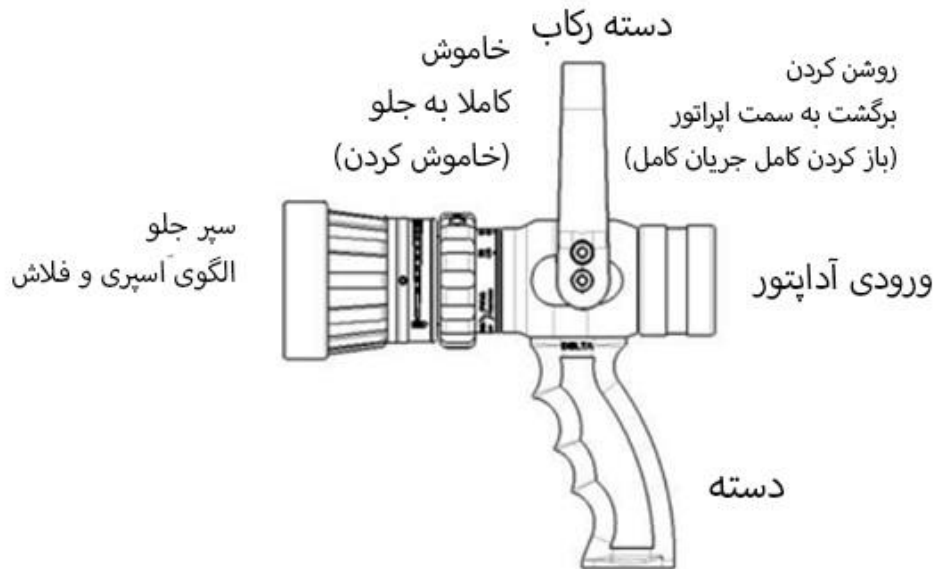 دسته رکاب
خاموش
کاملا به جلو
(خاموش کردن)
روشن کردن
برگشت به سمت اپراتور
(باز کردن کامل جریان کامل)
سپر جلو
الگوی اسپری و فلاش
ورودی آداپتور
DELTA
دسته